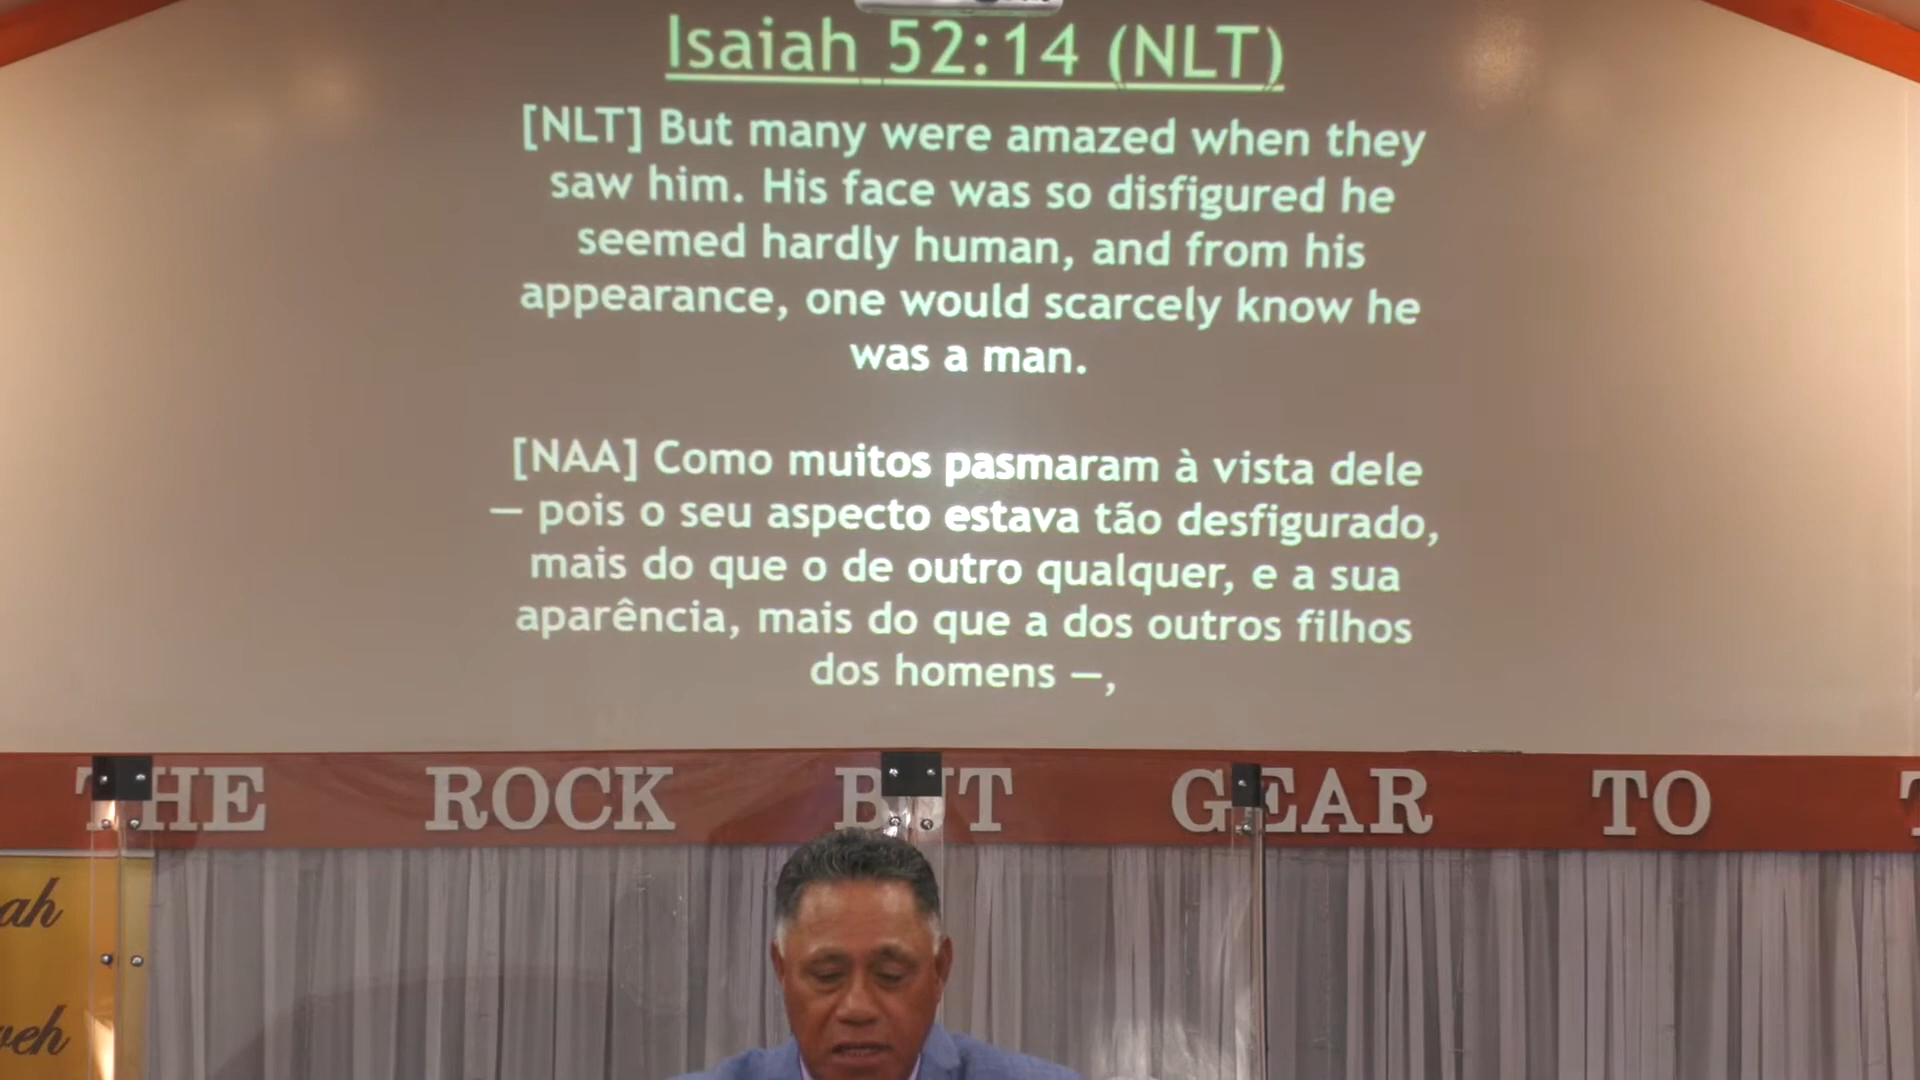 Isaiah 52:14 (NLT)
[NLT] But many were amazed when they
saw him. His face was so disfigured he
seemed hardly human, and from his
appearance, one would scarcely know he
was a man.
[NAA] Como muitos pasmaram à vista dele
— pois o seu aspecto estava tão desfigurado,
mais do que o de outro qualquer, e a sua
aparência, mais do que a dos outros filhos
dos homens —,
THE ROCK BUT GEAR TO